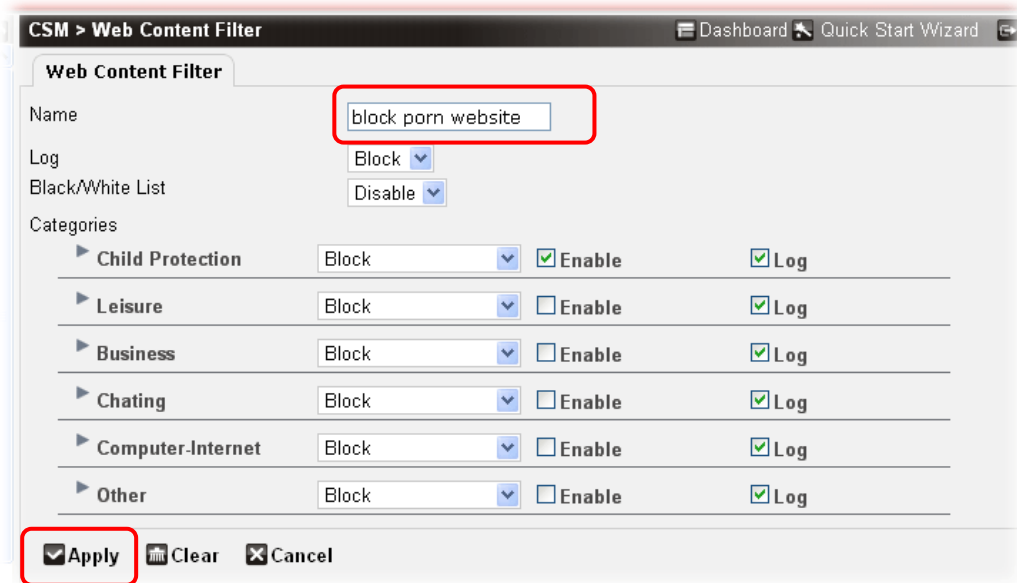 CSM > Web Content Filter Dashboard Quick Start Wizard
Web Content Filter
Name block porn website
Log Block
Black/White List Disable
Categories
Child Protection Block Enable Log
Leisure Block Enable Log
Business Block Enable Log
Chating Block Enable Log
Computer-Internet Block Enable Log
Other Block Enable Log
Apply Clear Cancel